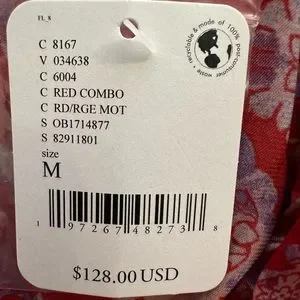 FL_8
C 8167
V 034638
C 6004
C RED COMBO
C RD/RGE MOT
S OB1714877
S 82911801
size
M
1 97267 48273 8
$128.00 USD
recyclable & made of 100% post-consumer waste •